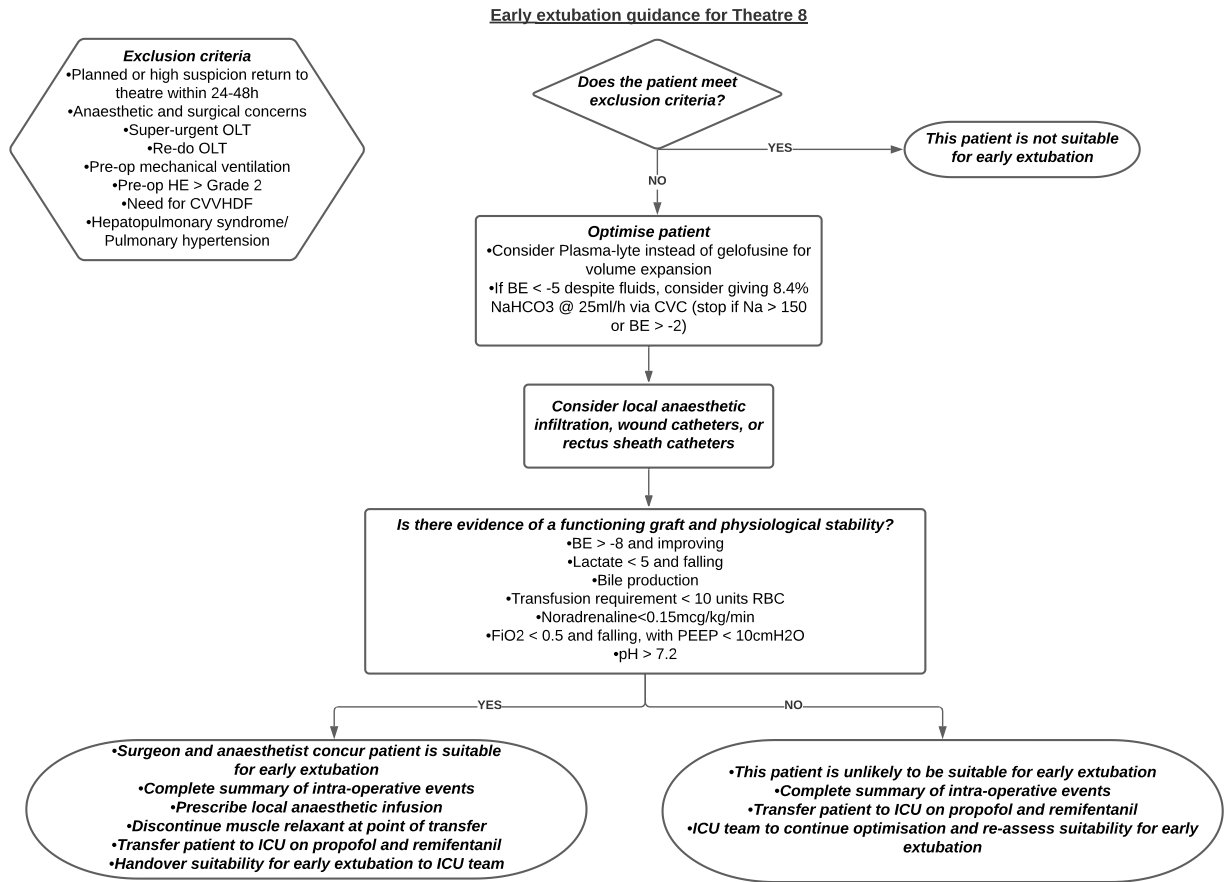 Early extubation guidance for Theatre 8
Exclusion criteria
•Planned or high suspicion return to
theatre within 24-48h
•Anaesthetic and surgical concerns
•Super-urgent OLT
•Re-do OLT
•Pre-op mechanical ventilation
•Pre-op HE > Grade 2
•Need for CVVHDF
•Hepatopulmonary syndrome/
Pulmonary hypertension
Does the patient meet
exclusion criteria?
YES
This patient is not suitable
for early extubation
NO
Optimise patient
•Consider Plasma-lyte instead of gelofusine for
volume expansion
•If BE < -5 despite fluids, consider giving 8.4%
NaHCO3 @ 25ml/h via CVC (stop if Na > 150
or BE > -2)
Consider local anaesthetic
infiltration, wound catheters, or
rectus sheath catheters
Is there evidence of a functioning graft and physiological stability?
•BE > -8 and improving
•Lactate < 5 and falling
•Bile production
•Transfusion requirement < 10 units RBC
•Noradrenaline<0.15mcg/kg/min
•FiO2 < 0.5 and falling, with PEEP < 10cmH2O
•pH > 7.2
YES
NO
•Surgeon and anaesthetist concur patient is suitable
for early extubation
•Complete summary of intra-operative events
•Prescribe local anaesthetic infusion
•Discontinue muscle relaxant at point of transfer
•Transfer patient to ICU on propofol and remifentanil
•Handover suitability for early extubation to ICU team
•This patient is unlikely to be suitable for early extubation
•Complete summary of intra-operative events
•Transfer patient to ICU on propofol and remifentanil
•ICU team to continue optimisation and re-assess suitability for early
extubation